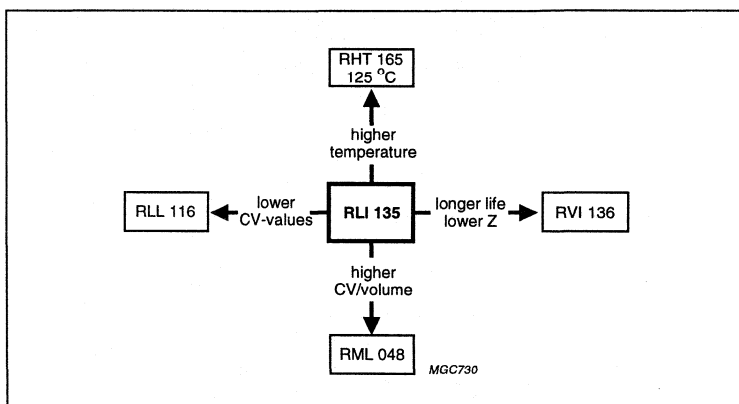 RHT 165
125 °C
higher
temperature
RLL 116
lower
CV-values
RLI 135
longer life
lower Z
RVI 136
higher
CV/volume
RML 048
MGC730